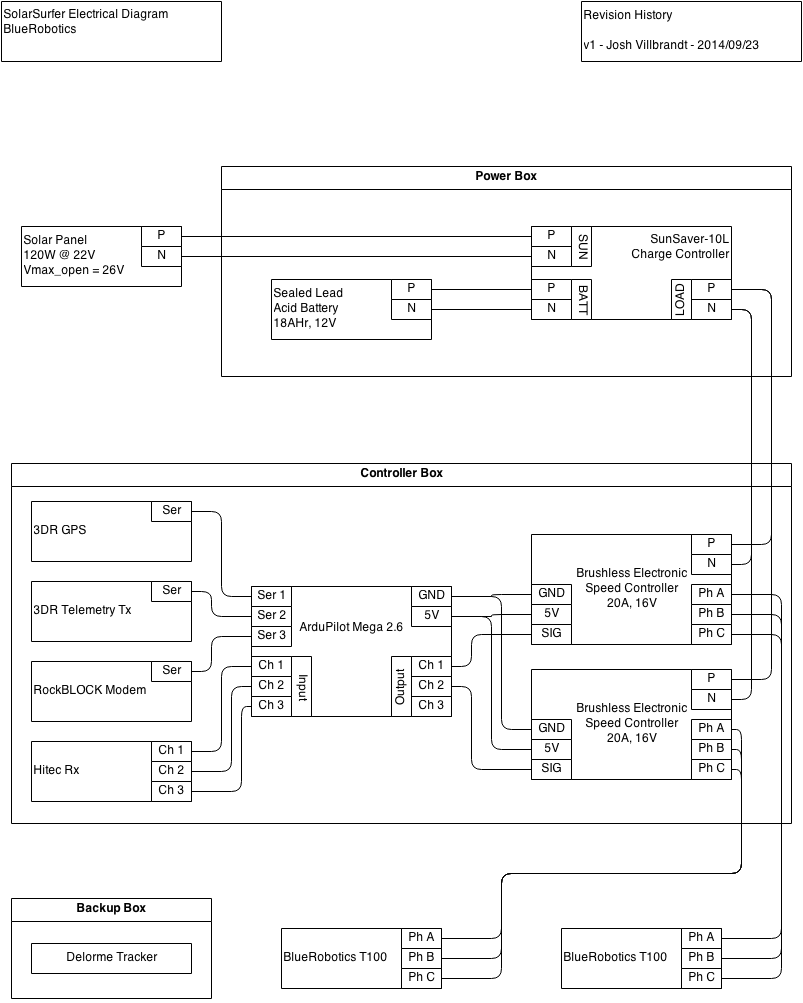 SolarSurfer Electrical Diagram
BlueRobotics
Revision History
v1 - Josh Villbrandt - 2014/09/23
Power Box
Solar Panel
120W @ 22V
Vmax_open = 26V
P
N
Sealed Lead
Acid Battery
18AHr, 12V
P
N
P
N
SUN
P
N
BATT
SunSaver-10L
Charge Controller
LOAD
P
N
Controller Box
3DR GPS
Ser
3DR Telemetry Tx
Ser
RockBLOCK Modem
Ser
Hitec Rx
Ch 1
Ch 2
Ch 3
Ser 1
Ser 2
Ser 3
Ch 1
Ch 2
Ch 3
Input
ArduPilot Mega 2.6
GND
5V
Output
Ch 1
Ch 2
Ch 3
Brushless Electronic
Speed Controller
20A, 16V
P
N
GND
5V
SIG
Ph A
Ph B
Ph C
Brushless Electronic
Speed Controller
20A, 16V
P
N
GND
5V
SIG
Ph A
Ph B
Ph C
Backup Box
Delorme Tracker
BlueRobotics T100
Ph A
Ph B
Ph C
BlueRobotics T100
Ph A
Ph B
Ph C